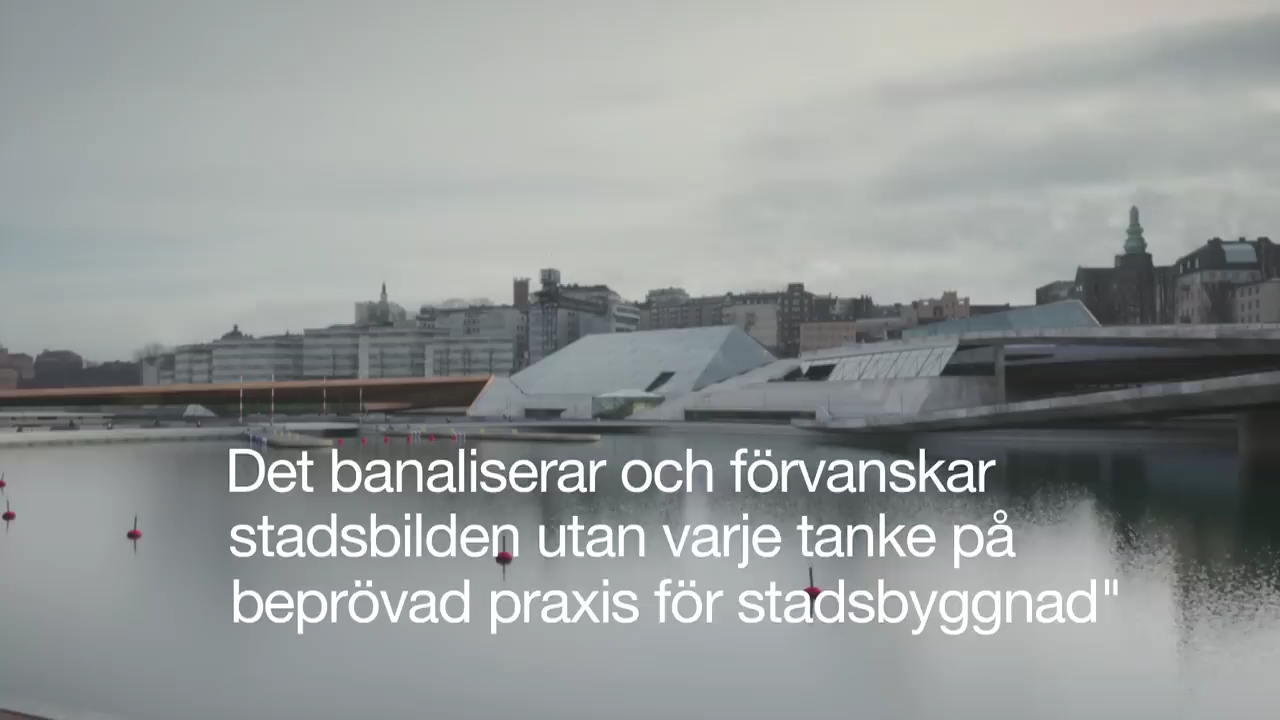 Det banaliserar och förvanskar
stadsbilden utan varje tanke på
beprövad praxis för stadsbyggnad"